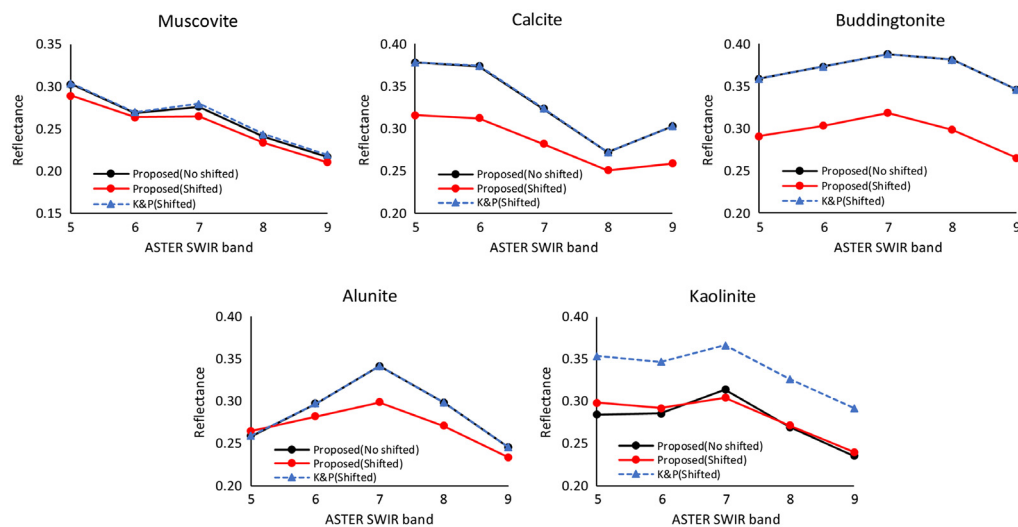 Muscovite
0.35
0.30
0.25
0.20
0.15
Reflectance
Proposed(No shifted)
Proposed(Shifted)
K&P(Shifted)
5 6 7 8 9
ASTER SWIR band
Calcite
0.40
0.35
0.30
0.25
0.20
Reflectance
Proposed(No shifted)
Proposed(Shifted)
K&P(Shifted)
5 6 7 8 9
ASTER SWIR band
Buddingtonite
0.40
0.35
0.30
0.25
0.20
Reflectance
Proposed(No shifted)
Proposed(Shifted)
K&P(Shifted)
5 6 7 8 9
ASTER SWIR band
Alunite
0.40
0.35
0.30
0.25
0.20
Reflectance
Proposed(No shifted)
Proposed(Shifted)
K&P(Shifted)
5 6 7 8 9
ASTER SWIR band
Kaolinite
0.40
0.35
0.30
0.25
0.20
Reflectance
Proposed(No shifted)
Proposed(Shifted)
K&P(Shifted)
5 6 7 8 9
ASTER SWIR band